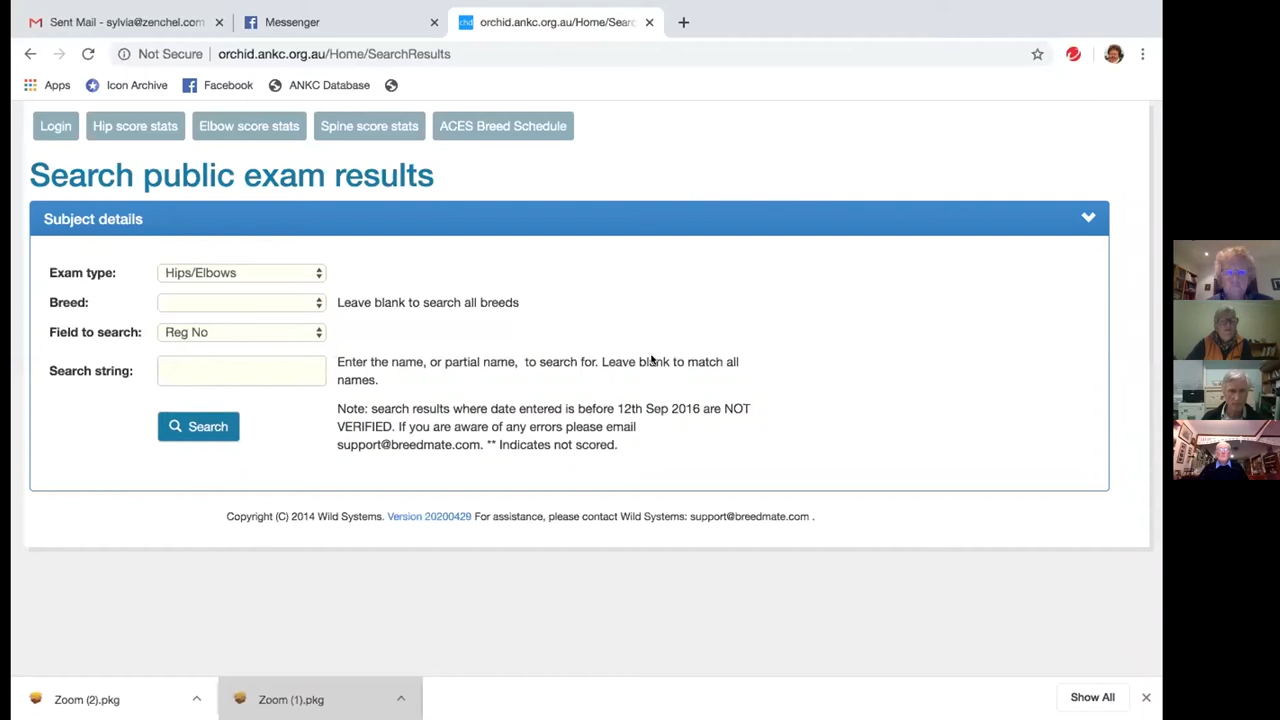 Sent Mail - sylvia@zenchel.com
Messenger
chd orchid.ankc.org.au/Home/Searc
Not Secure orchid.ankc.org.au/Home/SearchResults
Apps Icon Archive Facebook ANKC Database
Login Hip score stats Elbow score stats Spine score stats ACES Breed Schedule
Search public exam results
Subject details
Exam type: Hips/Elbows
Breed: Leave blank to search all breeds
Field to search: Reg No
Search string: Enter the name, or partial name, to search for. Leave blank to match all
names.
Search
Note: search results where date entered is before 12th Sep 2016 are NOT
VERIFIED. If you are aware of any errors please email
support@breedmate.com. ** Indicates not scored.
Copyright (C) 2014 Wild Systems. Version 20200429 For assistance, please contact Wild Systems: support@breedmate.com .
Zoom (2).pkg Zoom (1).pkg Show All